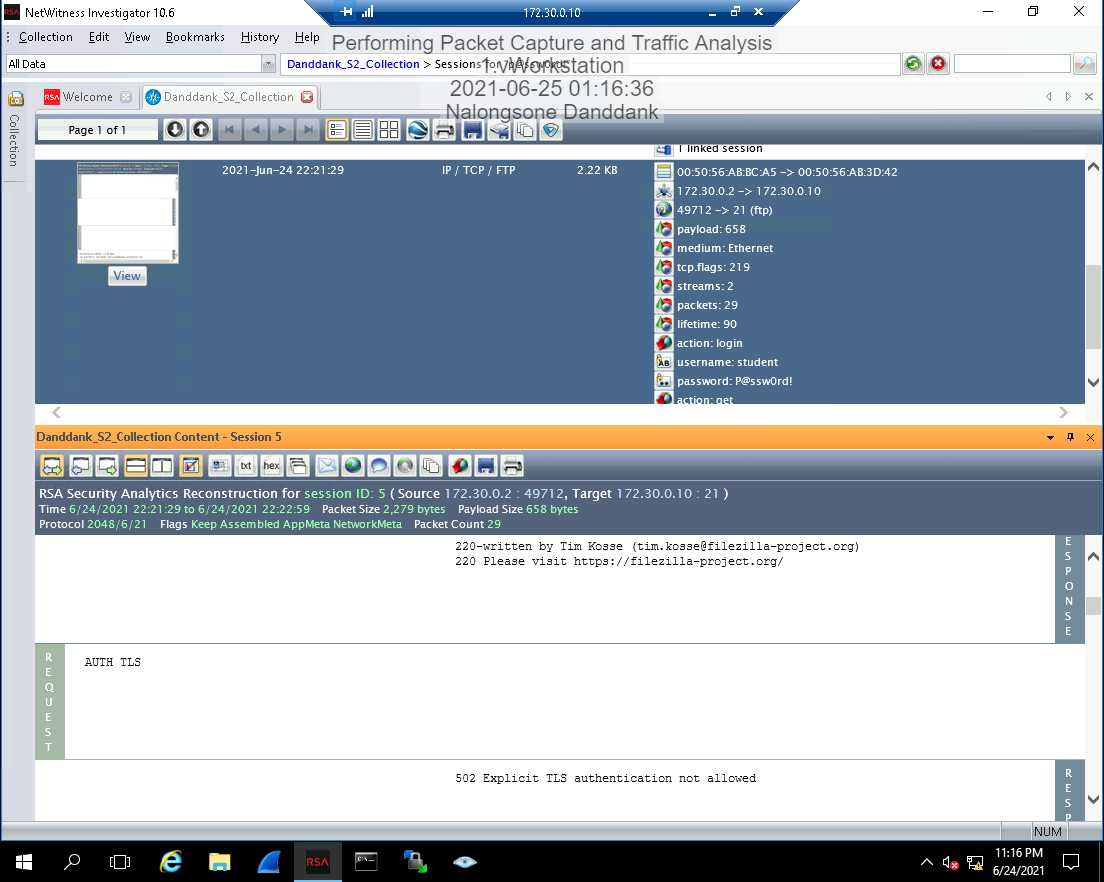 RSA NetWitness Investigator 10.6
172.30.0.10
Collection Edit View Bookmarks History Help
Performing Packet Capture and Traffic Analysis
1. vWorkstation
2021-06-25 01:16:36
Nalongsone Danddank
All Data
Danddank_S2_Collection > Sessions for
RSA Welcome
Danddank_S2_Collection
Collection
Page 1 of 1
1 linked session
2021-Jun-24 22:21:29 IP / TCP / FTP 2.22 KB
View
00:50:56:AB:BC:A5 -> 00:50:56:AB:3D:42
172.30.0.2 -> 172.30.0.10
49712 -> 21 (ftp)
payload: 658
medium: Ethernet
tcp.flags: 219
streams: 2
packets: 29
lifetime: 90
action: login
username: student
password: P@ssw0rd!
action: get
Danddank_S2_Collection Content - Session 5
txt hex
RSA Security Analytics Reconstruction for session ID: 5 ( Source 172.30.0.2 : 49712, Target 172.30.0.10 : 21 )
Time 6/24/2021 22:21:29 to 6/24/2021 22:22:59 Packet Size 2,279 bytes Payload Size 658 bytes
Protocol 2048/6/21 Flags Keep Assembled AppMeta NetworkMeta Packet Count 29
220-written by Tim Kosse (tim.kosse@filezilla-project.org)
220 Please visit https://filezilla-project.org/
ESPONSE
REQUEST
AUTH TLS
502 Explicit TLS authentication not allowed
RESP
NUM
RSA
11:16 PM
6/24/2021